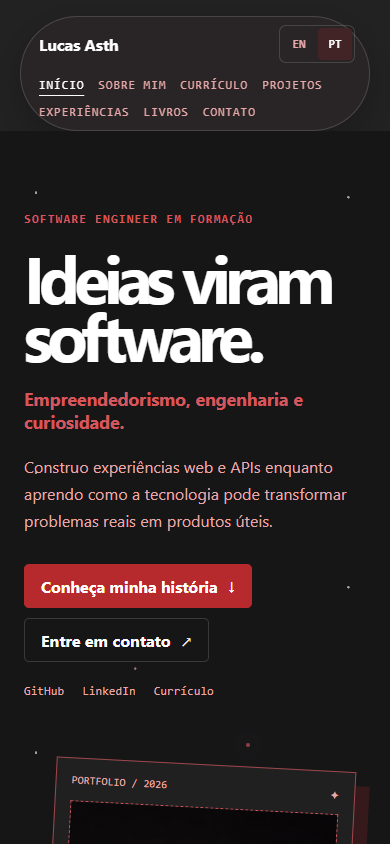 Lucas Asth
EN PT
INÍCIO SOBRE MIM CURRÍCULO PROJETOS
EXPERIÊNCIAS LIVROS CONTATO
SOFTWARE ENGINEER EM FORMAÇÃO
Ideias viram
software.
Empreendedorismo, engenharia e
curiosidade.
Construo experiências web e APIs enquanto
aprendo como a tecnologia pode transformar
problemas reais em produtos úteis.
Conheça minha história ↓
Entre em contato ↗
GitHub LinkedIn Currículo
PORTFOLIO / 2026